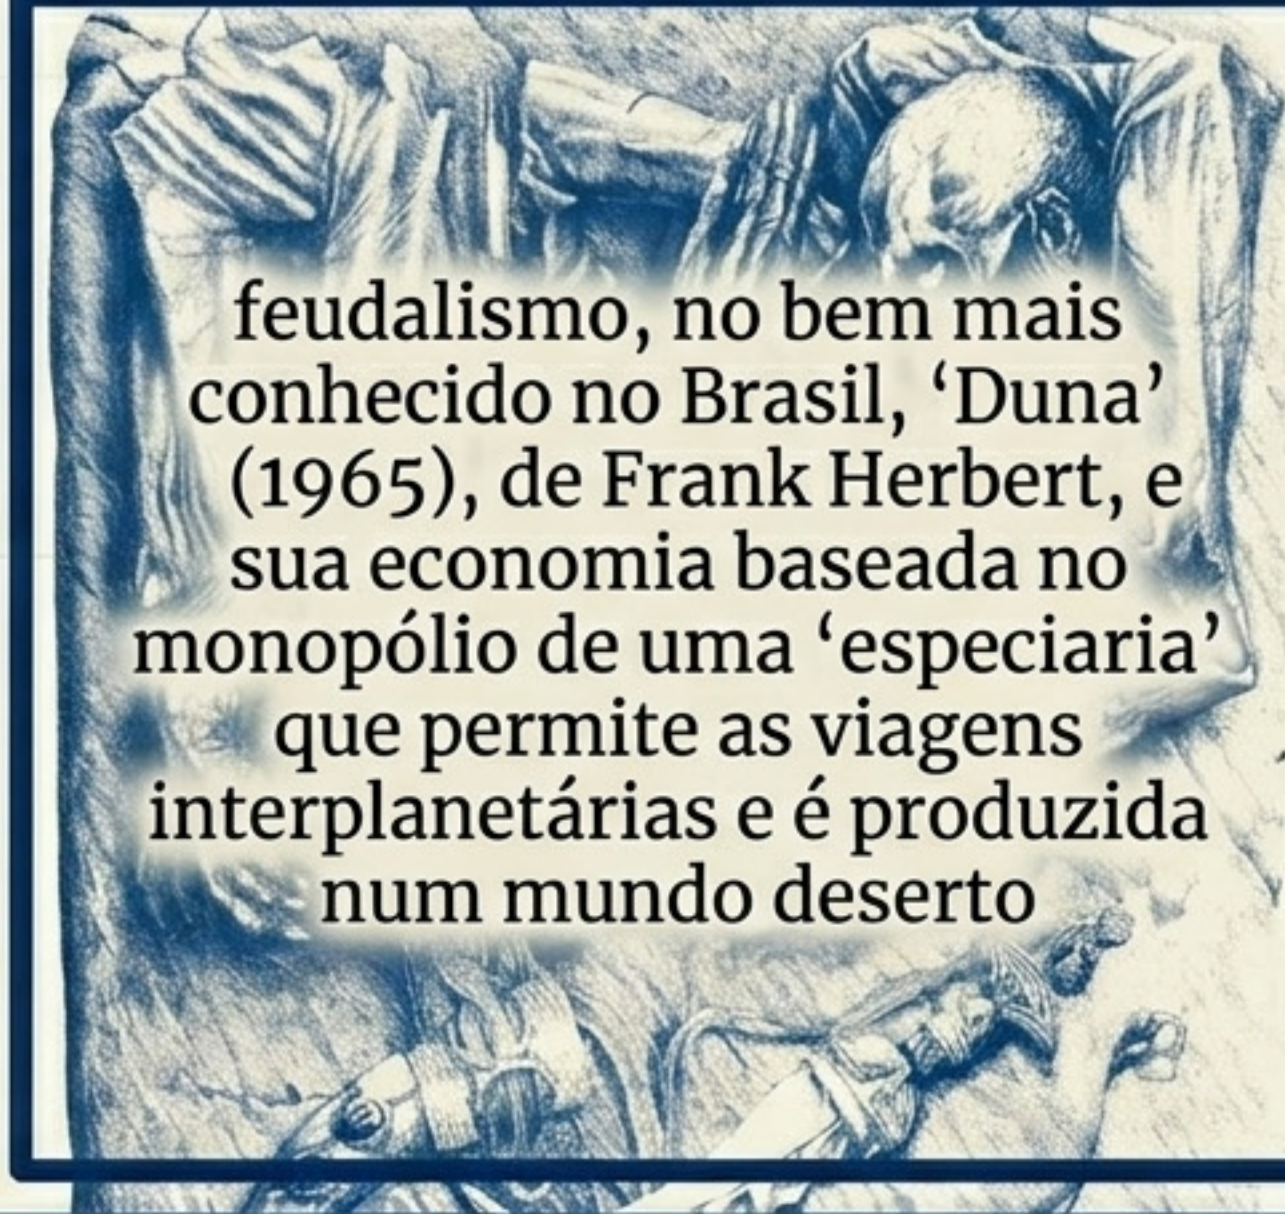 feudalismo, no bem mais
conhecido no Brasil, ‘Duna’
(1965), de Frank Herbert, e
sua economia baseada no
monopólio de uma ‘especiaria’
que permite as viagens
interplanetárias e é produzida
num mundo deserto